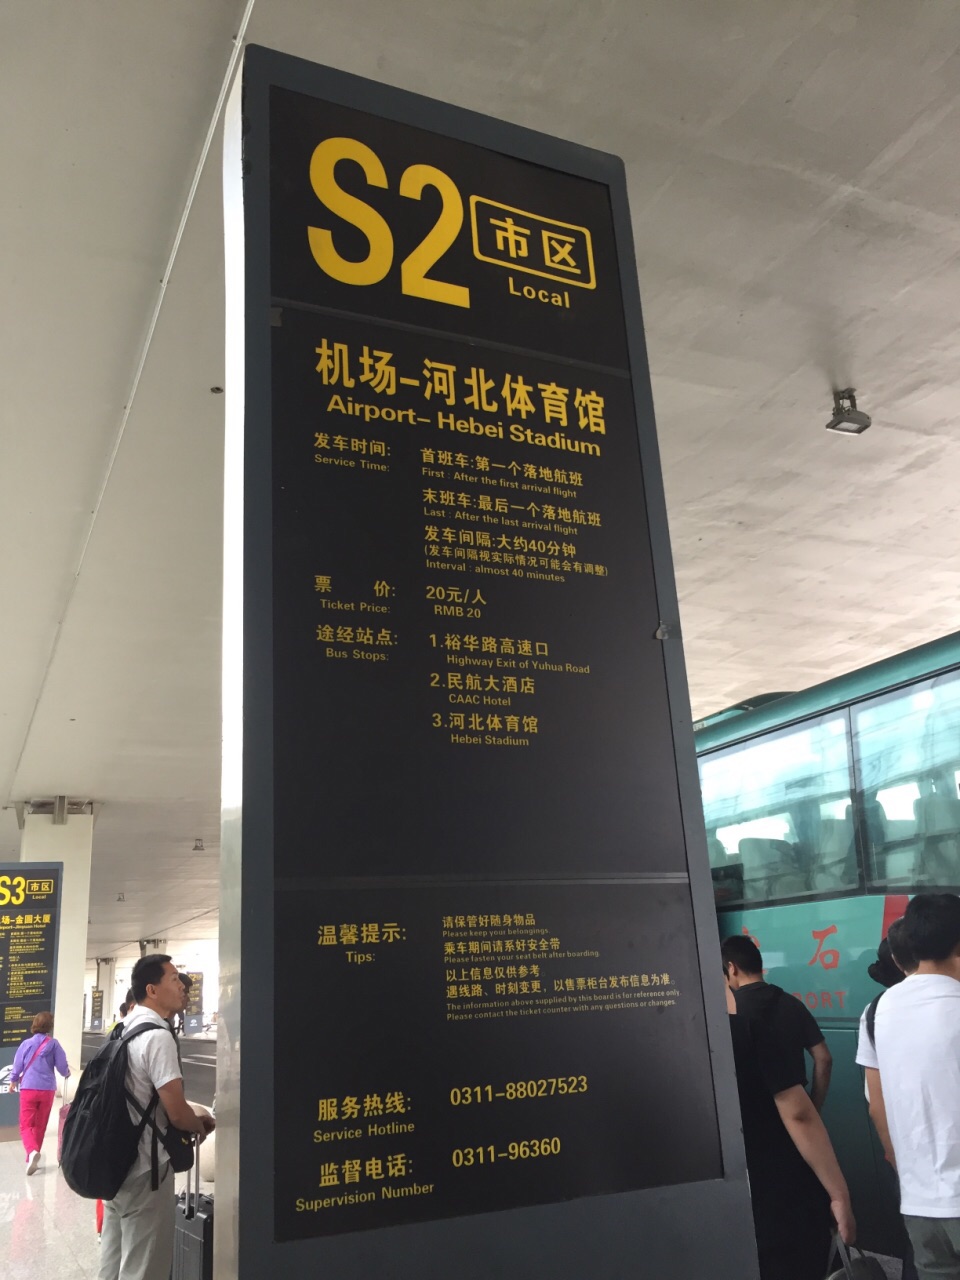 S2
市区
Local
机场-河北体育馆
Airport- Hebei Stadium
发车时间:
Service Time:
首班车:第一个落地航班
First : After the first arrival flight
末班车:最后一个落地航班
Last : After the last arrival flight
发车间隔:大约40分钟
(发车间隔视实际情况可能会有调整)
Interval : almost 40 minutes
票 价:
Ticket Price:
20元/人
RMB 20
途经站点:
Bus Stops:
1.裕华路高速口
Highway Exit of Yuhua Road
2.民航大酒店
CAAC Hotel
3.河北体育馆
Hebei Stadium
温馨提示:
Tips:
请保管好随身物品
Please keep your belongings.
乘车期间请系好安全带
Please fasten your seat belt after boarding.
以上信息仅供参考
遇线路、时刻变更，以售票柜台发布信息为准。
The information above supplied by this board is for reference only.
Please contact the ticket counter with any questions or changes.
服务热线:
Service Hotline
0311-88027523
监督电话:
Supervision Number
0311-96360
S3
市区
Local
场-金圆大厦
石
PORT